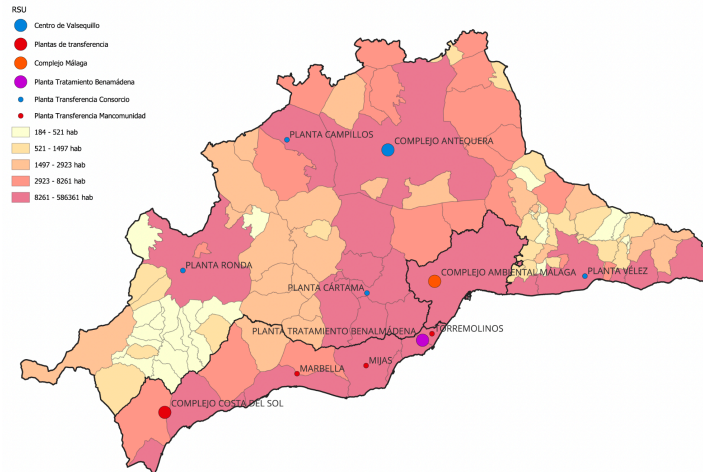 RSU
Centro de Valsequillo
Plantas de transferencia
Complejo Málaga
Planta Tratamiento Benamádena
Planta Transferencia Consorcio
Planta Transferencia Mancomunidad
184 - 521 hab
521 - 1497 hab
1497 - 2923 hab
2923 - 8261 hab
8261 - 586361 hab
PLANTA CAMPILLOS
COMPLEJO ANTEQUERA
PLANTA RONDA
COMPLEJO AMBIENTAL MÁLAGA
PLANTA VÉLEZ
PLANTA CÁRTAMA
PLANTA TRATAMIENTO BENALMÁDENA
TORREMOLINOS
MIJAS
MARBELLA
COMPLEJO COSTA DEL SOL